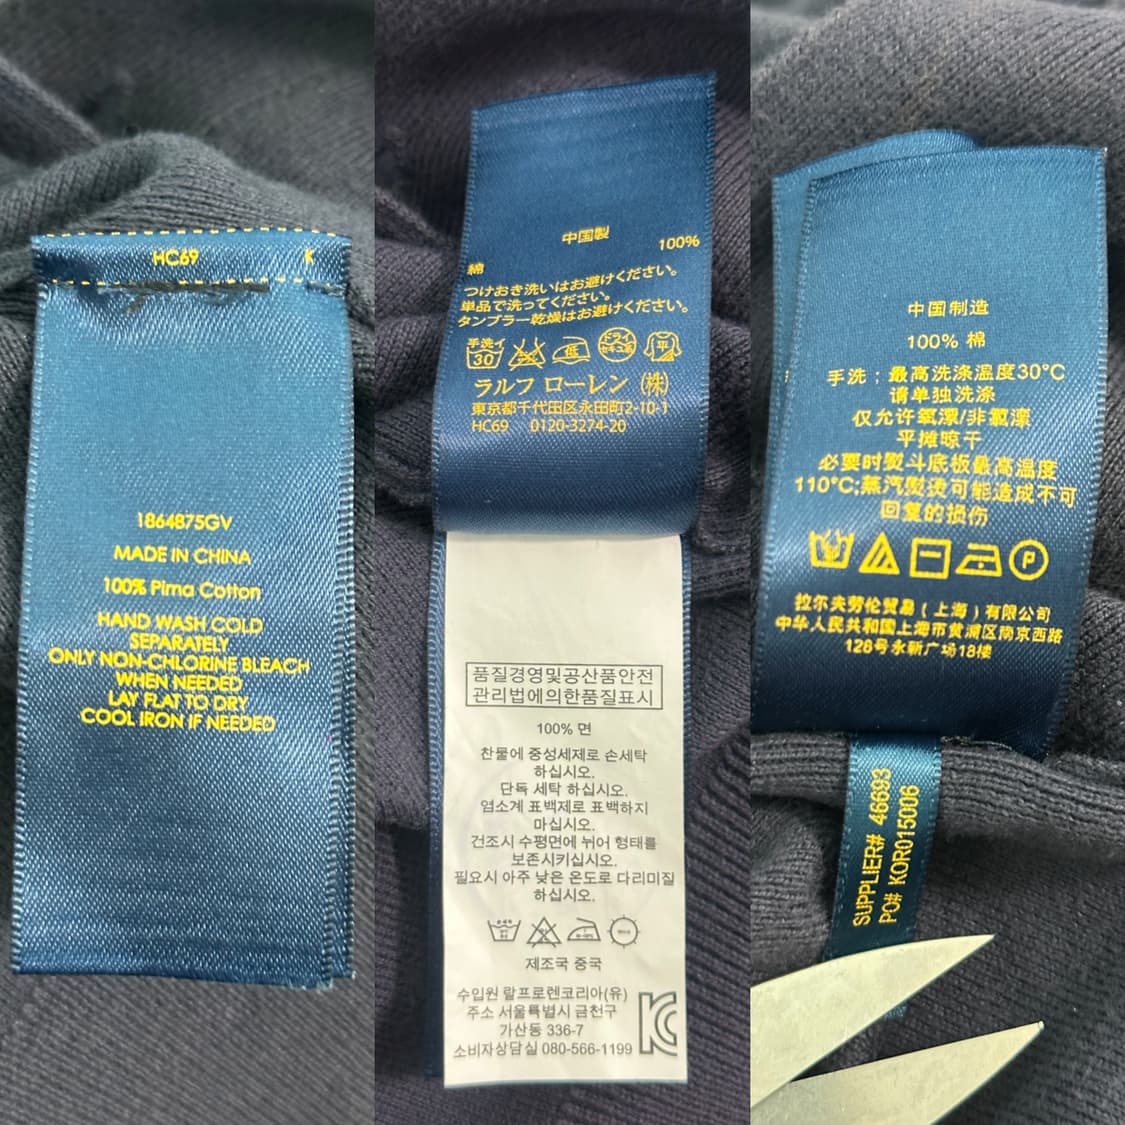 HC69 K
1864875GV
MADE IN CHINA
100% Pima Cotton
HAND WASH COLD
SEPARATELY
ONLY NON-CHLORINE BLEACH
WHEN NEEDED
LAY FLAT TO DRY
COOL IRON IF NEEDED
中国製
100%
綿
つけおき洗いはお避けください。
単品で洗ってください。
タンブラー乾燥はお避けください。
手洗イ
30
低
ドライ
セキユ系
平
ラルフ ローレン (株)
東京都千代田区永田町2-10-1
HC69 0120-3274-20
품질경영및공산품안전
관리법에의한품질표시
100% 면
찬물에 중성세제로 손세탁
하십시오.
단독 세탁 하십시오.
염소계 표백제로 표백하지
마십시오.
건조시 수평면에 뉘어 형태를
보존시키십시오.
필요시 아주 낮은 온도로 다리미질
하십시오.
제조국 중국
수입원 랄프로렌코리아(유)
주소 서울특별시 금천구
가산동 336-7
소비자상담실 080-566-1199
中国制造
100% 棉
手洗；最高洗涤温度30°C
请单独洗涤
仅允许氧漂/非氯漂
平摊晾干
必要时熨斗底板最高温度
110°C;蒸汽熨烫可能造成不可
回复的损伤
P
拉尔夫劳伦贸易（上海）有限公司
中华人民共和国上海市黄浦区南京西路
128号永新广场18楼
SUPPLIER# 46693
PO# KOR015006